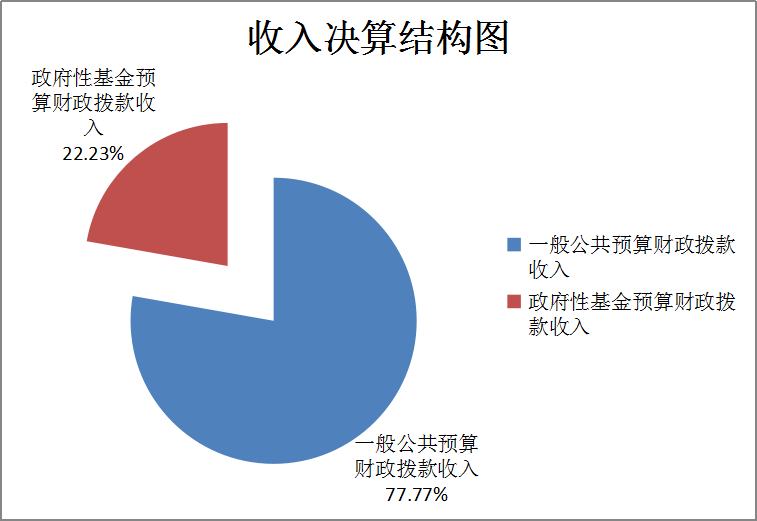 收入决算结构图
政府性基金预
算财政拨款收
入
22.23%
一般公共预算财政拨款
收入
政府性基金预算财政拨
款收入
一般公共预算
财政拨款收入
77.77%